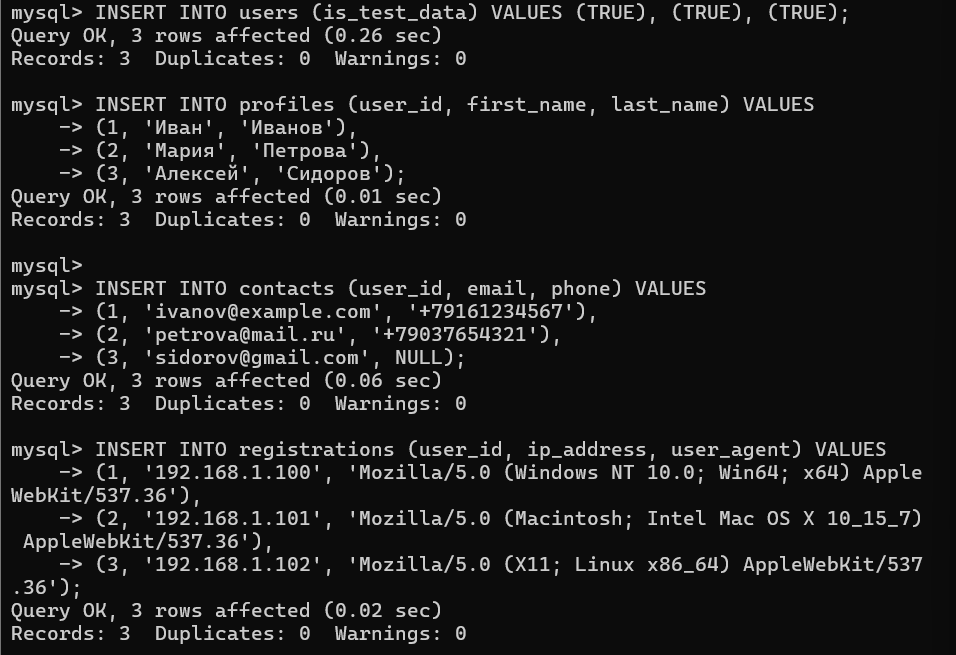 mysql> INSERT INTO users (is_test_data) VALUES (TRUE), (TRUE), (TRUE);
Query OK, 3 rows affected (0.26 sec)
Records: 3  Duplicates: 0  Warnings: 0

mysql> INSERT INTO profiles (user_id, first_name, last_name) VALUES
    -> (1, 'Иван', 'Иванов'),
    -> (2, 'Мария', 'Петрова'),
    -> (3, 'Алексей', 'Сидоров');
Query OK, 3 rows affected (0.01 sec)
Records: 3  Duplicates: 0  Warnings: 0

mysql>
mysql> INSERT INTO contacts (user_id, email, phone) VALUES
    -> (1, 'ivanov@example.com', '+79161234567'),
    -> (2, 'petrova@mail.ru', '+79037654321'),
    -> (3, 'sidorov@gmail.com', NULL);
Query OK, 3 rows affected (0.06 sec)
Records: 3  Duplicates: 0  Warnings: 0

mysql> INSERT INTO registrations (user_id, ip_address, user_agent) VALUES
    -> (1, '192.168.1.100', 'Mozilla/5.0 (Windows NT 10.0; Win64; x64) Apple
WebKit/537.36'),
    -> (2, '192.168.1.101', 'Mozilla/5.0 (Macintosh; Intel Mac OS X 10_15_7)
 AppleWebKit/537.36'),
    -> (3, '192.168.1.102', 'Mozilla/5.0 (X11; Linux x86_64) AppleWebKit/537
.36');
Query OK, 3 rows affected (0.02 sec)
Records: 3  Duplicates: 0  Warnings: 0